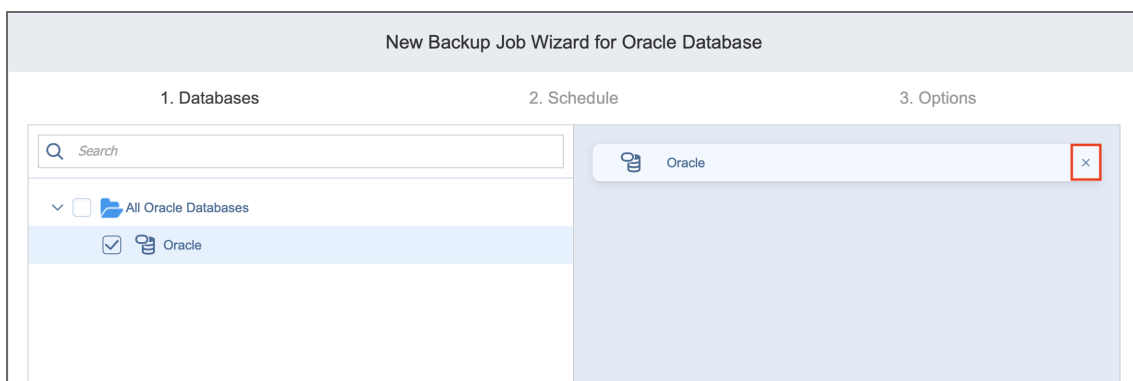 New Backup Job Wizard for Oracle Database
1. Databases 2. Schedule 3. Options
Search
All Oracle Databases
Oracle
Oracle